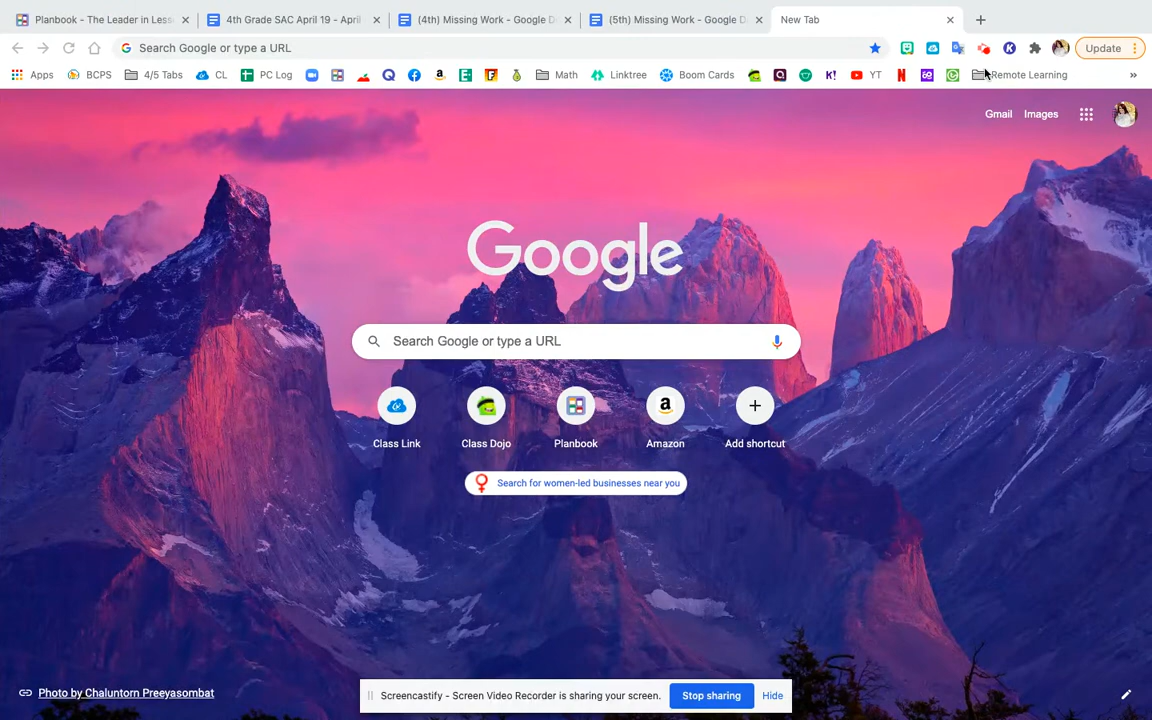 Planbook - The Leader in Less
4th Grade SAC April 19 - April
(4th) Missing Work - Google D
(5th) Missing Work - Google D
New Tab
Search Google or type a URL
Update
Apps
BCPS
4/5 Tabs
CL
PC Log
Math
Linktree
Boom Cards
K!
YT
Remote Learning
»
Gmail
Images
Google
Search Google or type a URL
Class Link
Class Dojo
Planbook
Amazon
Add shortcut
Search for women-led businesses near you
Photo by Chaluntorn Preeyasombat
Screencastify - Screen Video Recorder is sharing your screen.
Stop sharing
Hide